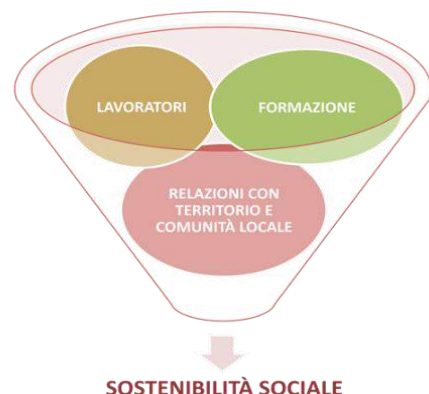 LAVORATORI
FORMAZIONE
RELAZIONI CON
TERRITORIO E
COMUNITÀ LOCALE
SOSTENIBILITÀ SOCIALE